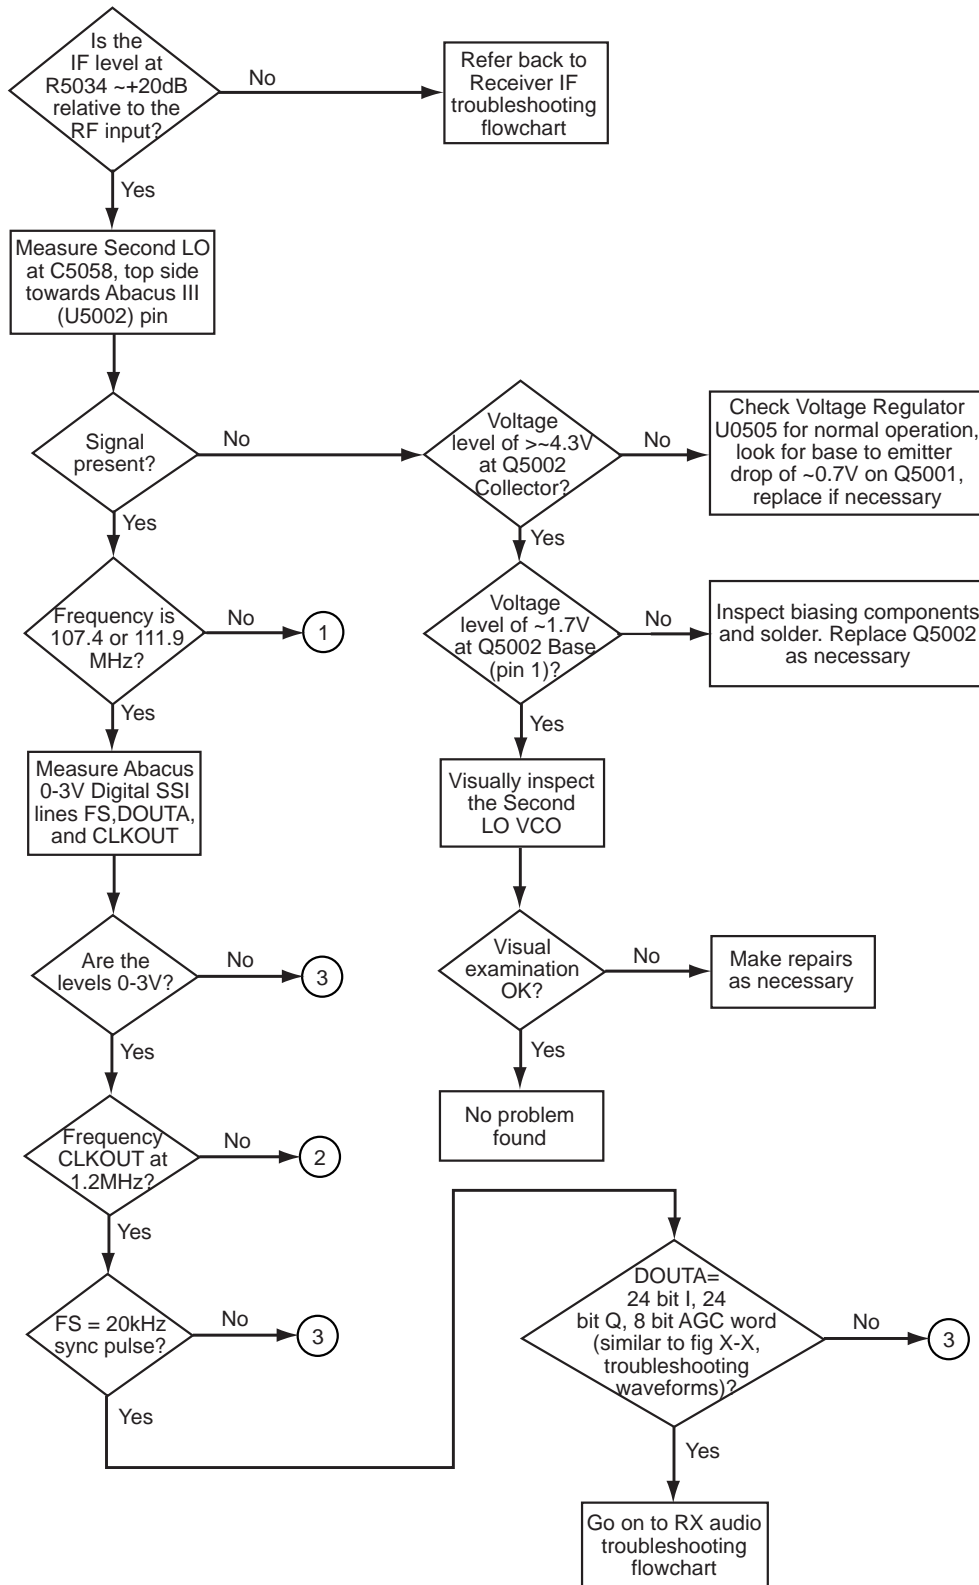 Is the
IF level at
R5034 ~+20dB
relative to the
RF input?
No
Refer back to
Receiver IF
troubleshooting
flowchart
Yes
Measure Second LO
at C5058, top side
towards Abacus III
(U5002) pin
Signal
present?
No
Voltage
level of >~4.3V
at Q5002
Collector?
No
Check Voltage Regulator
U0505 for normal operation,
look for base to emitter
drop of ~0.7V on Q5001,
replace if necessary
Yes
Yes
Frequency is
107.4 or 111.9
MHz?
No
1
Voltage
level of ~1.7V
at Q5002 Base
(pin 1)?
No
Inspect biasing components
and solder. Replace Q5002
as necessary
Yes
Yes
Measure Abacus
0-3V Digital SSI
lines FS,DOUTA,
and CLKOUT
Visually inspect
the Second
LO VCO
Are the
levels 0-3V?
No
3
Visual
examination
OK?
No
Make repairs
as necessary
Yes
Yes
Frequency
CLKOUT at
1.2MHz?
No
2
No problem
found
Yes
FS = 20kHz
sync pulse?
No
3
DOUTA=
24 bit I, 24
bit Q, 8 bit AGC word
(similar to fig X-X,
troubleshooting
waveforms)?
No
3
Yes
Yes
Go on to RX audio
troubleshooting
flowchart